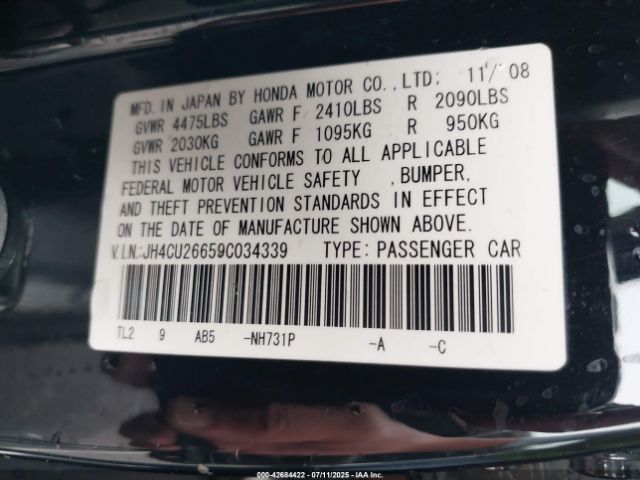 MFD. IN JAPAN BY HONDA MOTOR CO.,LTD; 11/'08
GVWR 4475LBS GAWR F 2410LBS R 2090LBS
GVWR 2030KG GAWR F 1095KG R 950KG
THIS VEHICLE CONFORMS TO ALL APPLICABLE
FEDERAL MOTOR VEHICLE SAFETY ,BUMPER,
AND THEFT PREVENTION STANDARDS IN EFFECT
ON THE DATE OF MANUFACTURE SHOWN ABOVE.
V.I.N.:JH4CU26659C034339 TYPE: PASSENGER CAR
TL2 9 AB5 -NH731P -A -C
000-42684422 - 07/11/2025 - IAA Inc.